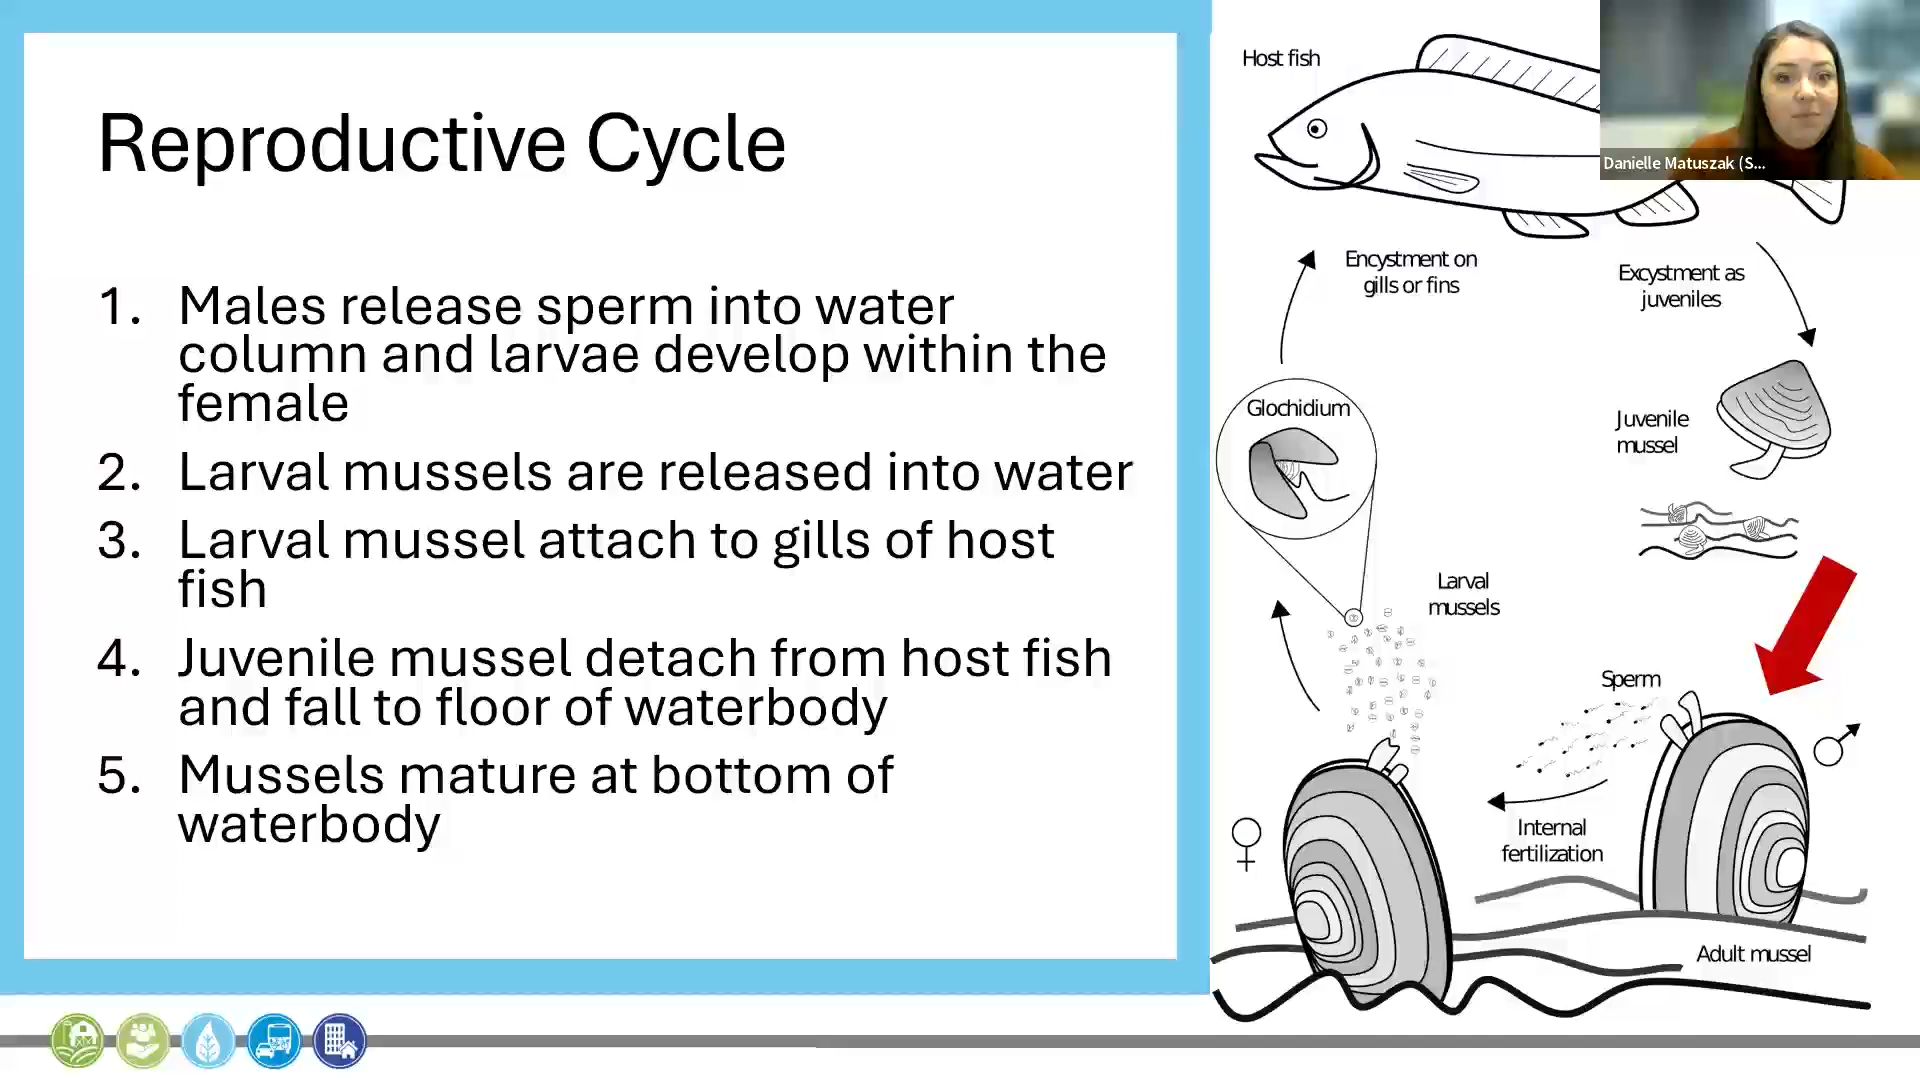 Reproductive Cycle
1. Males release sperm into water
column and larvae develop within the
female
2. Larval mussels are released into water
3. Larval mussel attach to gills of host
fish
4. Juvenile mussel detach from host fish
and fall to floor of waterbody
5. Mussels mature at bottom of
waterbody
Host fish
Danielle Matuszak (S...
Encystment on
gills or fins
Excystment as
juveniles
Glochidium
Juvenile
mussel
Larval
mussels
Sperm
Internal
fertilization
Adult mussel